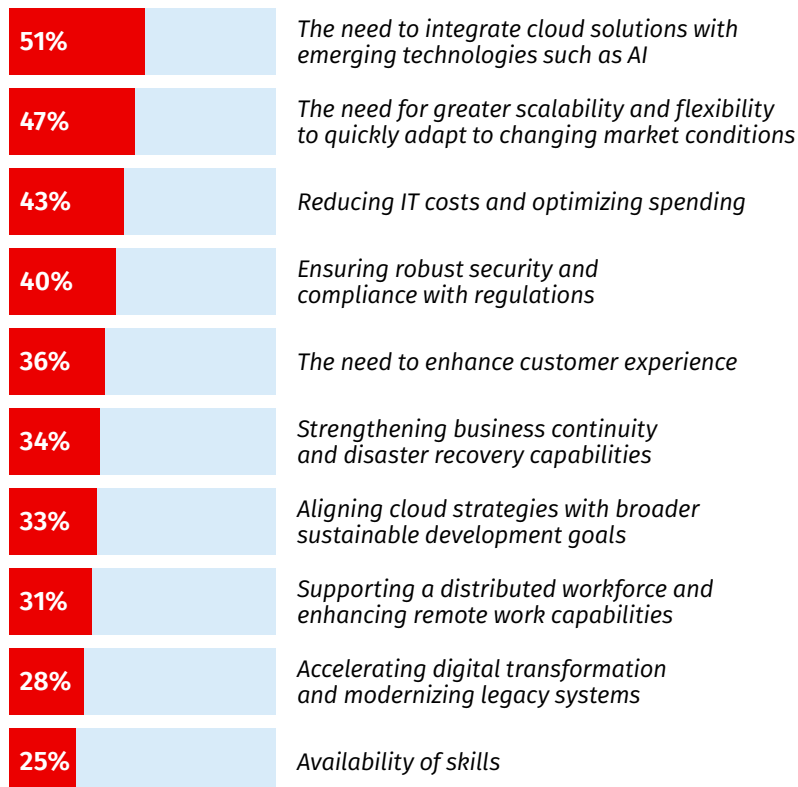 51%
The need to integrate cloud solutions with
emerging technologies such as AI
47%
The need for greater scalability and flexibility
to quickly adapt to changing market conditions
43%
Reducing IT costs and optimizing spending
40%
Ensuring robust security and
compliance with regulations
36%
The need to enhance customer experience
34%
Strengthening business continuity
and disaster recovery capabilities
33%
Aligning cloud strategies with broader
sustainable development goals
31%
Supporting a distributed workforce and
enhancing remote work capabilities
28%
Accelerating digital transformation
and modernizing legacy systems
25%
Availability of skills